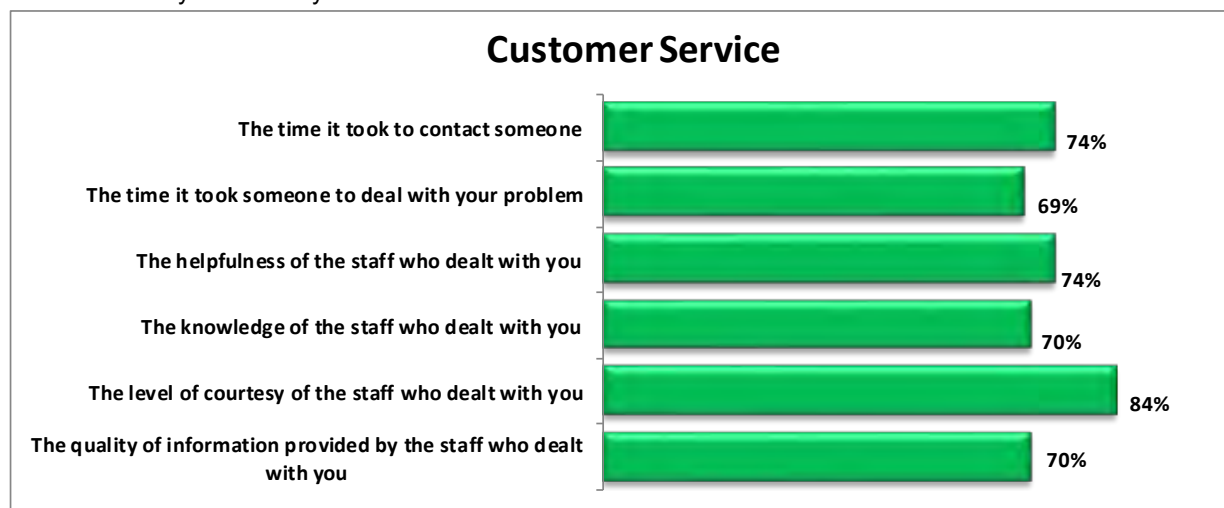 Customer Service
The time it took to contact someone
74%
The time it took someone to deal with your problem
69%
The helpfulness of the staff who dealt with you
74%
The knowledge of the staff who dealt with you
70%
The level of courtesy of the staff who dealt with you
84%
The quality of information provided by the staff who dealt
with you
70%